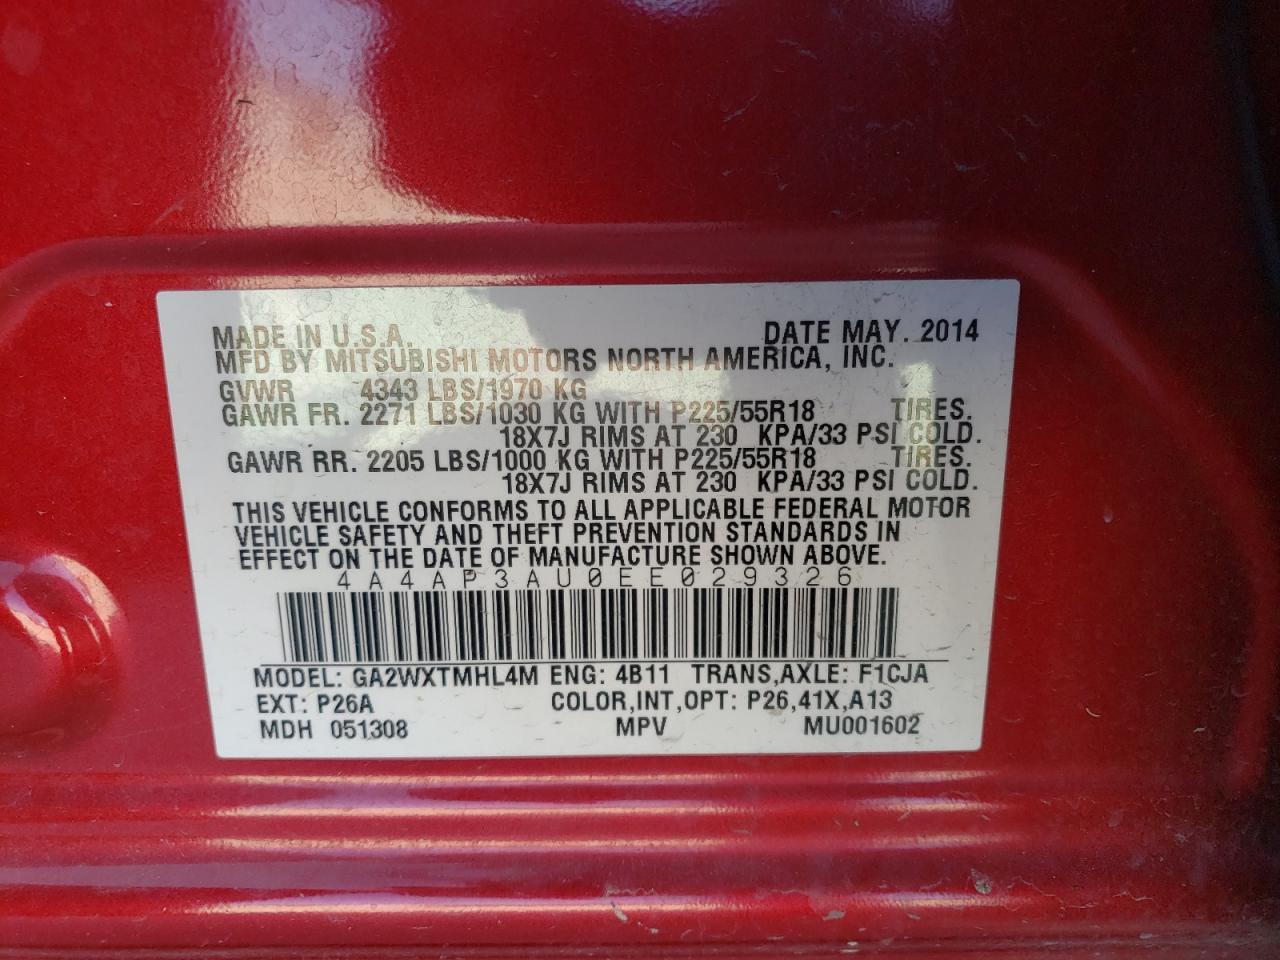 MADE IN U.S.A. DATE MAY. 2014
MFD BY MITSUBISHI MOTORS NORTH AMERICA, INC.
GVWR 4343 LBS/1970 KG
GAWR FR. 2271 LBS/1030 KG WITH P225/55R18 TIRES.
18X7J RIMS AT 230 KPA/33 PSI COLD.
GAWR RR. 2205 LBS/1000 KG WITH P225/55R18 TIRES.
18X7J RIMS AT 230 KPA/33 PSI COLD.
THIS VEHICLE CONFORMS TO ALL APPLICABLE FEDERAL MOTOR
VEHICLE SAFETY AND THEFT PREVENTION STANDARDS IN
EFFECT ON THE DATE OF MANUFACTURE SHOWN ABOVE.
4A4AP3AU0EE029326
MODEL: GA2WXTMHL4M ENG: 4B11 TRANS,AXLE: F1CJA
EXT: P26A COLOR,INT,OPT: P26,41X,A13
MDH 051308 MPV MU001602